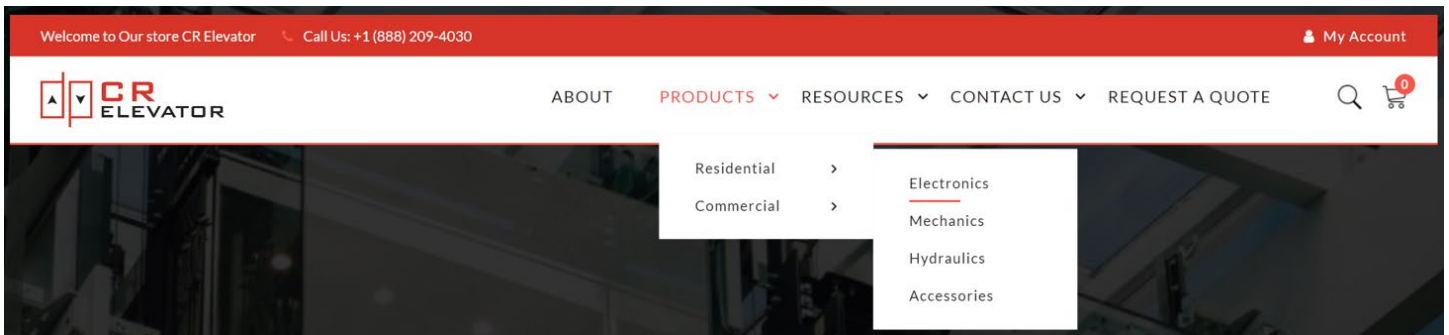 Welcome to Our store CR Elevator Call Us: +1 (888) 209-4030 My Account
CR
ELEVATOR
ABOUT PRODUCTS RESOURCES CONTACT US REQUEST A QUOTE 0
Residential
Commercial
Electronics
Mechanics
Hydraulics
Accessories